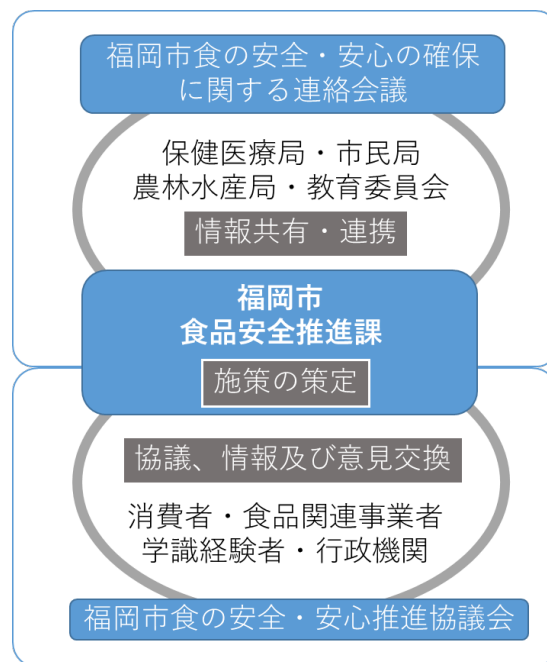 福岡市食の安全・安心の確保
に関する連絡会議
保健医療局・市民局
農林水産局・教育委員会
情報共有・連携
福岡市
食品安全推進課
施策の策定
協議、情報及び意見交換
消費者・食品関連事業者
学識経験者・行政機関
福岡市食の安全・安心推進協議会